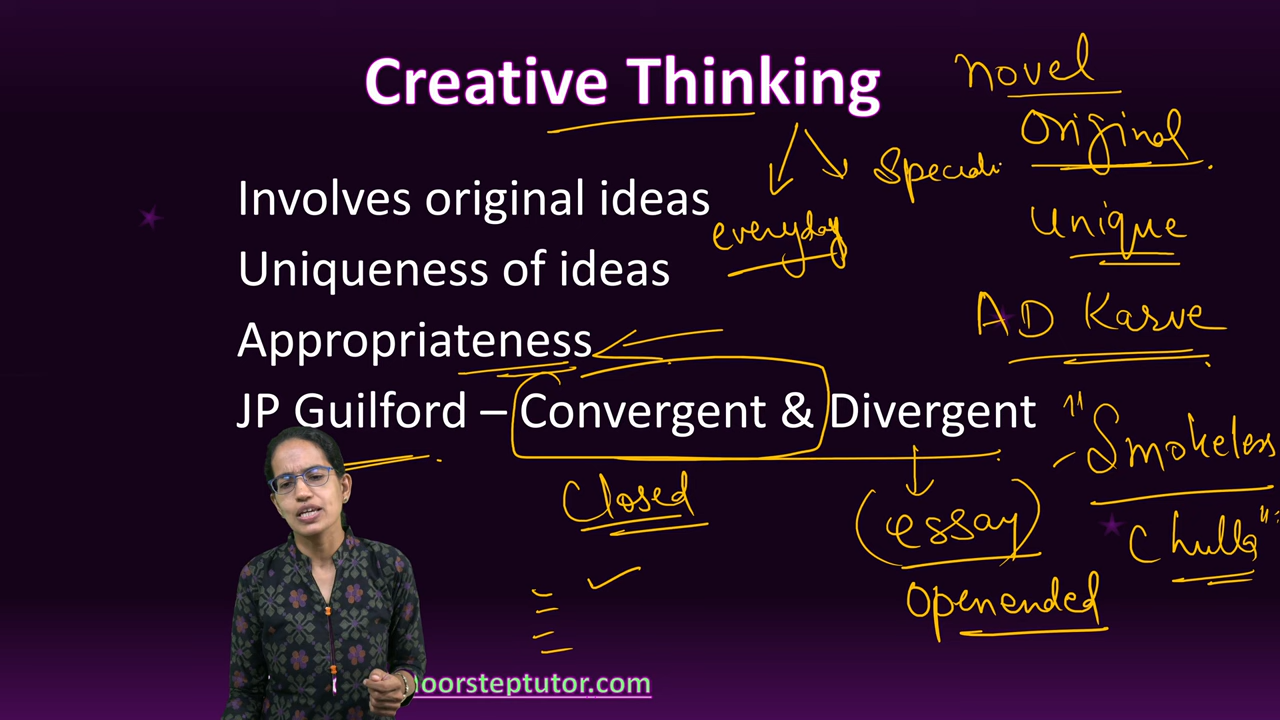 Creative Thinking
novel
Original
Involves original ideas
everyday
Unique
Uniqueness of ideas
AD Karve
Appropriateness
JP Guilford – Convergent & Divergent
"Smokeless
Chulla"
Closed
(essay)
openended
doorsteptutor.com